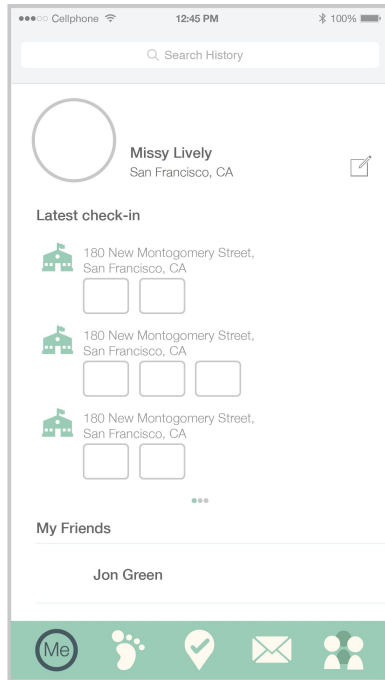 Cellphone 12:45 PM 100%
Search History
Missy Lively
San Francisco, CA
Latest check-in
180 New Montogomery Street,
San Francisco, CA
180 New Montogomery Street,
San Francisco, CA
180 New Montogomery Street,
San Francisco, CA
My Friends
Jon Green
Me